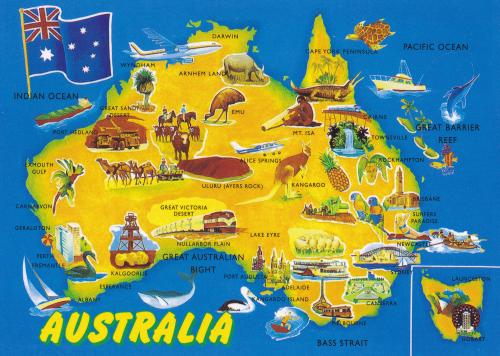 DARWIN
CAPE YORK PENINSULA
PACIFIC OCEAN
WYNDHAM
ARNHEM LAND
INDIAN OCEAN
GREAT SANDY
DESERT
EMU
CAIRNS
PORT HEDLAND
MT. ISA
TOWNSVILLE
GREAT BARRIER
REEF
EXMOUTH
GULF
ALICE SPRINGS
ROCKHAMPTON
ULURU (AYERS ROCK)
KANGAROO
CARNARVON
GREAT VICTORIA
DESERT
BRISBANE
SURFERS
PARADISE
GERALDTON
NULLARBOR PLAIN
LAKE EYRE
NEWCASTLE
PERTH
FREMANTLE
GREAT AUSTRALIAN
BIGHT
KALGOORLIE
PORT AUGUSTA
SYDNEY
ESPERANCE
ADELAIDE
CANBERRA
LAUNCESTON
ALBANY
KANGAROO ISLAND
MELBOURNE
HOBART
AUSTRALIA
BASS STRAIT